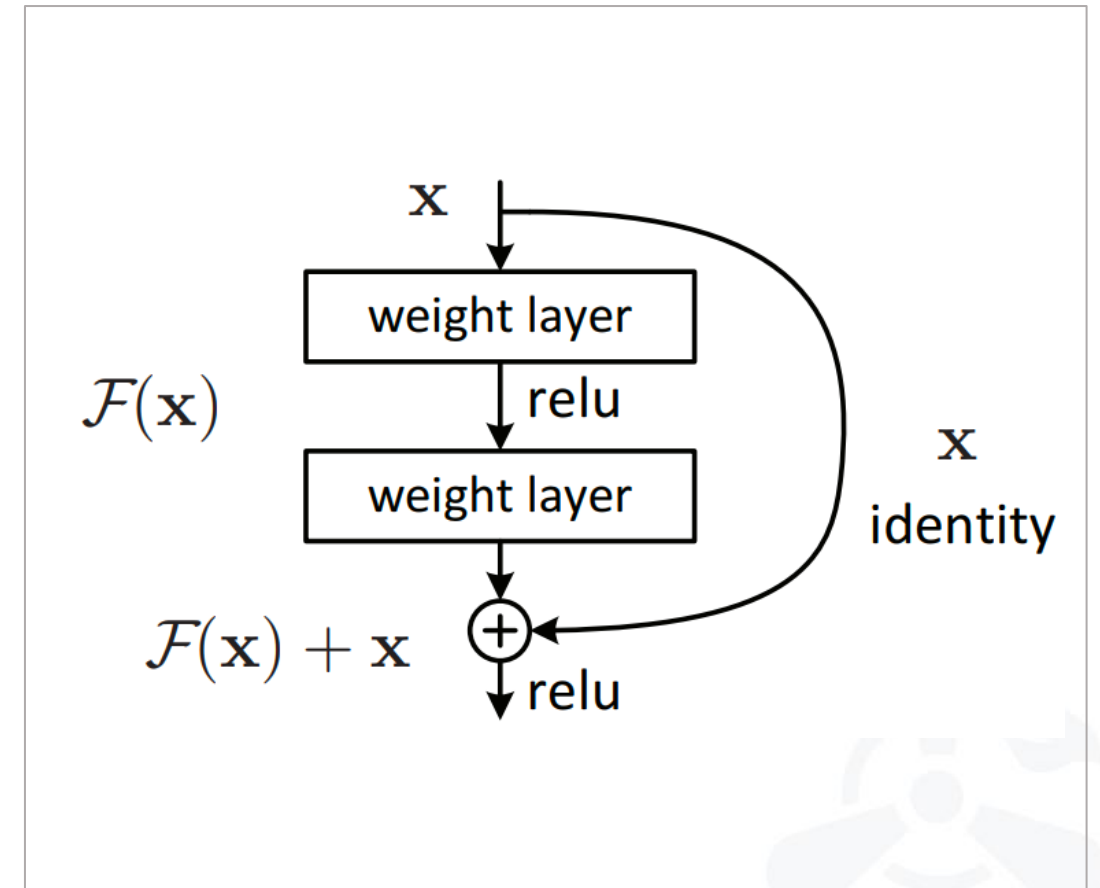 x
weight layer
F(x)
relu
x
weight layer
identity
F(x) + x
relu